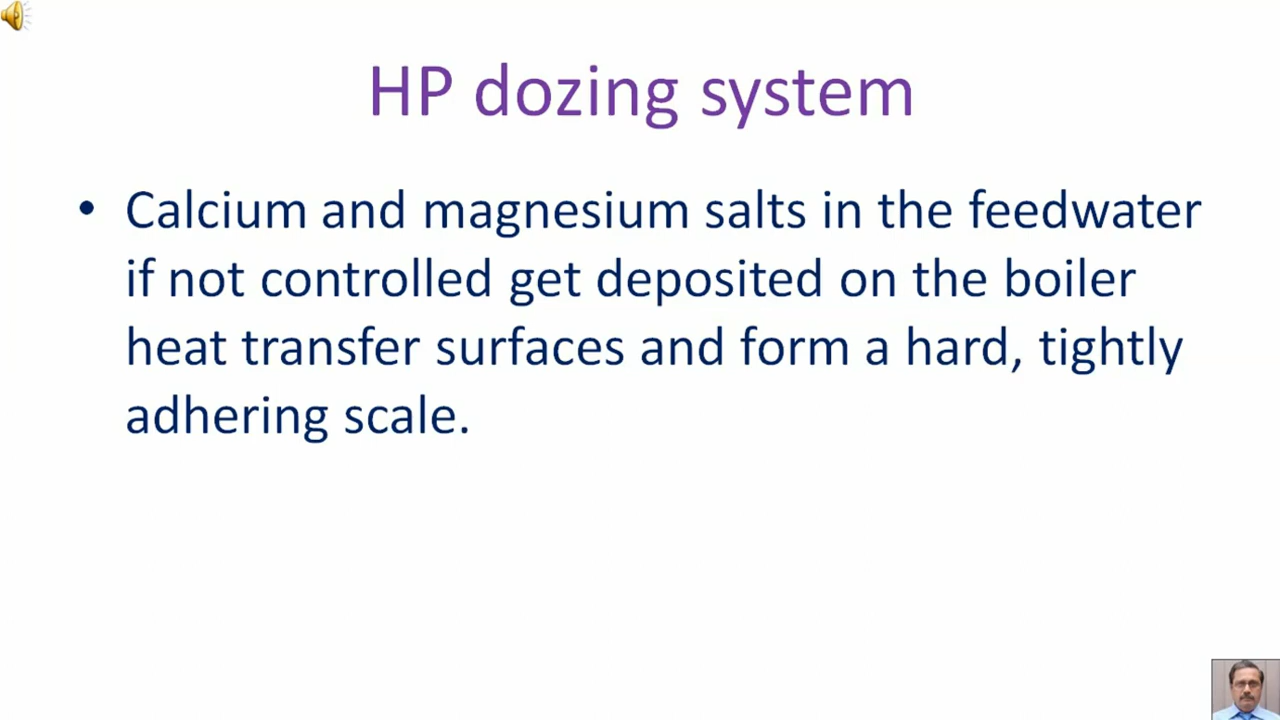 HP dozing system
• Calcium and magnesium salts in the feedwater
if not controlled get deposited on the boiler
heat transfer surfaces and form a hard, tightly
adhering scale.